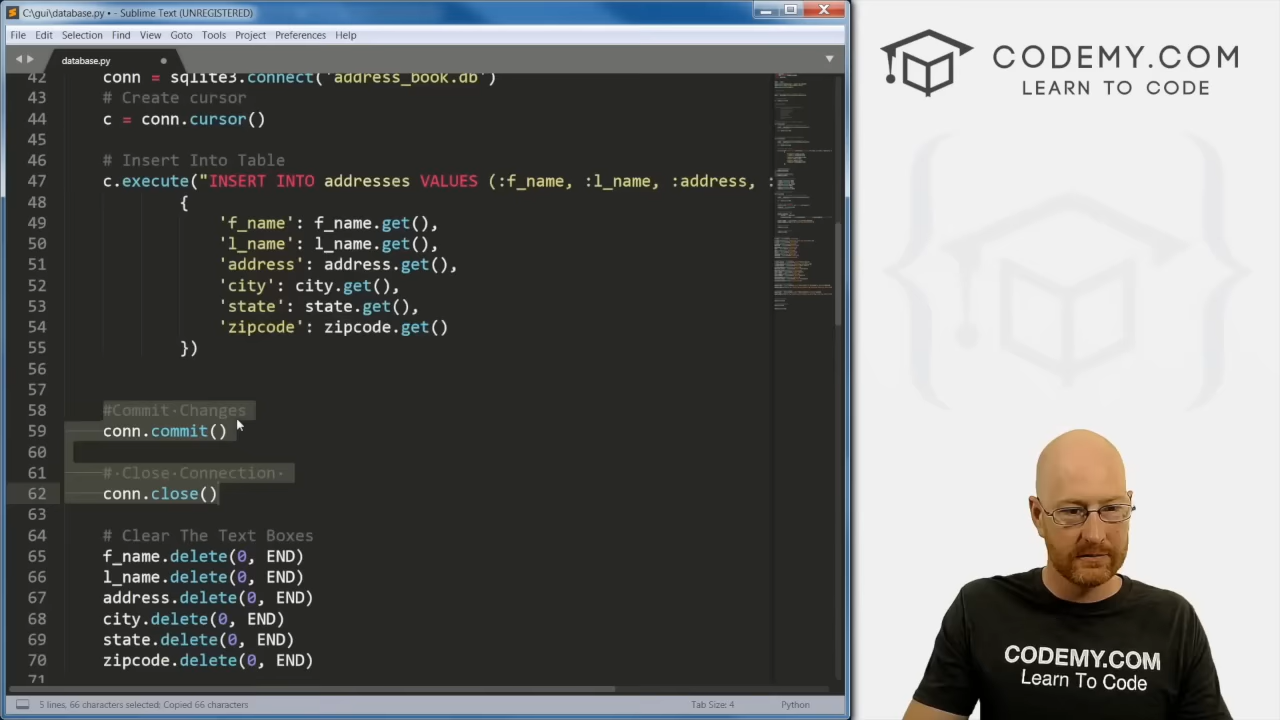 C:\gui\database.py • - Sublime Text (UNREGISTERED)
File Edit Selection Find View Goto Tools Project Preferences Help
database.py
42 conn = sqlite3.connect('address_book.db')
43 # Create cursor
44 c = conn.cursor()
45
46 # Insert Into Table
47 c.execute("INSERT INTO addresses VALUES (:f_name, :l_name, :address, :
48 {
49 'f_name': f_name.get(),
50 'l_name': l_name.get(),
51 'address': address.get(),
52 'city': city.get(),
53 'state': state.get(),
54 'zipcode': zipcode.get()
55 })
56
57
58 #Commit Changes
59 conn.commit()
60
61 # Close Connection
62 conn.close()
63
64 # Clear The Text Boxes
65 f_name.delete(0, END)
66 l_name.delete(0, END)
67 address.delete(0, END)
68 city.delete(0, END)
69 state.delete(0, END)
70 zipcode.delete(0, END)
71
5 lines, 66 characters selected; Copied 66 characters
Tab Size: 4
Python
CODEMY.COM
LEARN TO CODE
CODEMY.COM
Learn To Code